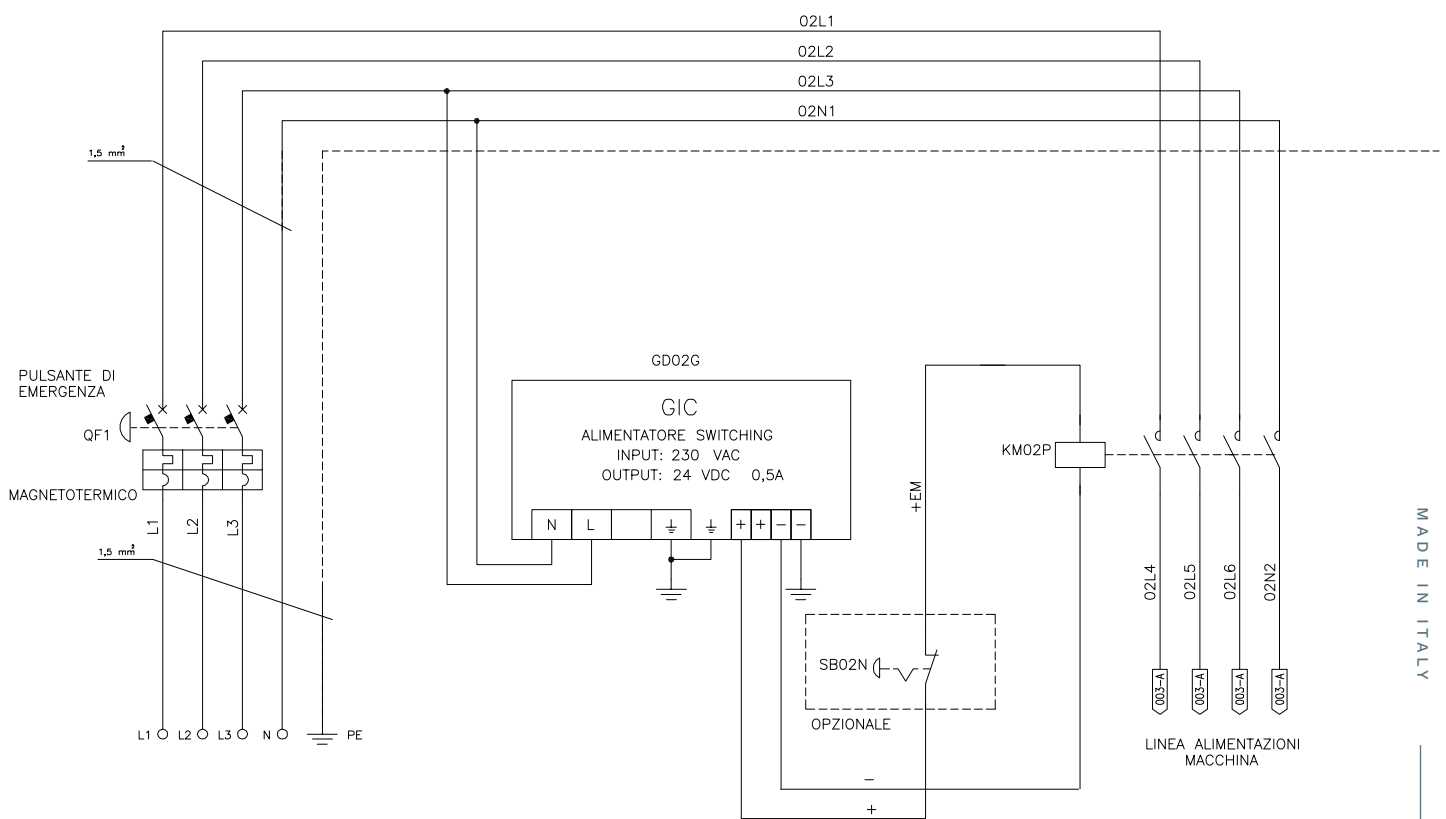 02L1
02L2
02L3
02N1
1,5 mm²
PULSANTE DI
EMERGENZA
QF1
MAGNETOTERMICO
L1
L2
L3
1,5 mm²
L1
L2
L3
N
PE
GD02G
GIC
ALIMENTATORE SWITCHING
INPUT: 230 VAC
OUTPUT: 24 VDC 0,5A
N
L
+
+
−
−
+EM
KM02P
SB02N
OPZIONALE
−
+
02L4
02L5
02L6
02N2
003-A
003-A
003-A
003-A
LINEA ALIMENTAZIONI
MACCHINA
MADE IN ITALY